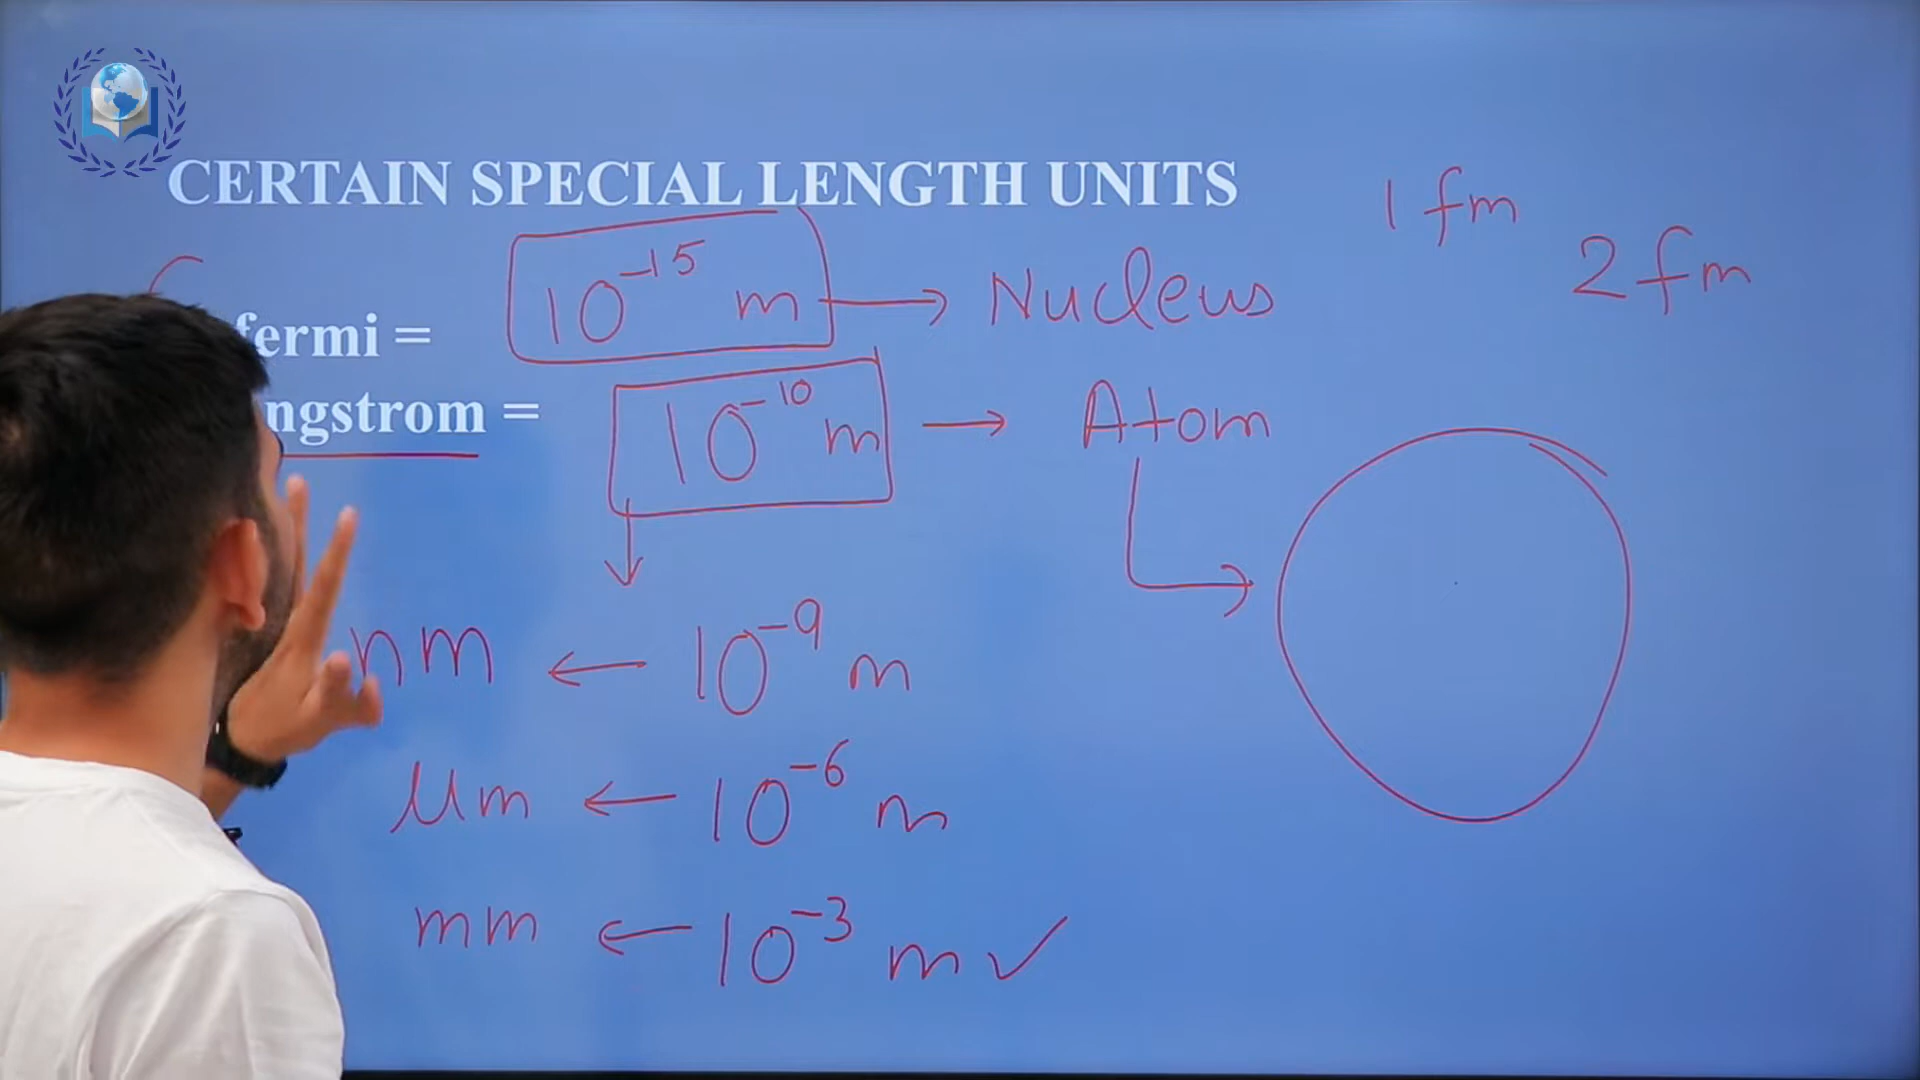 CERTAIN SPECIAL LENGTH UNITS
1 fm
2 fm
fermi = 10⁻¹⁵ m → Nucleus
ngstrom = 10⁻¹⁰ m → Atom
nm ← 10⁻⁹ m
μm ← 10⁻⁶ m
mm ← 10⁻³ m ✓